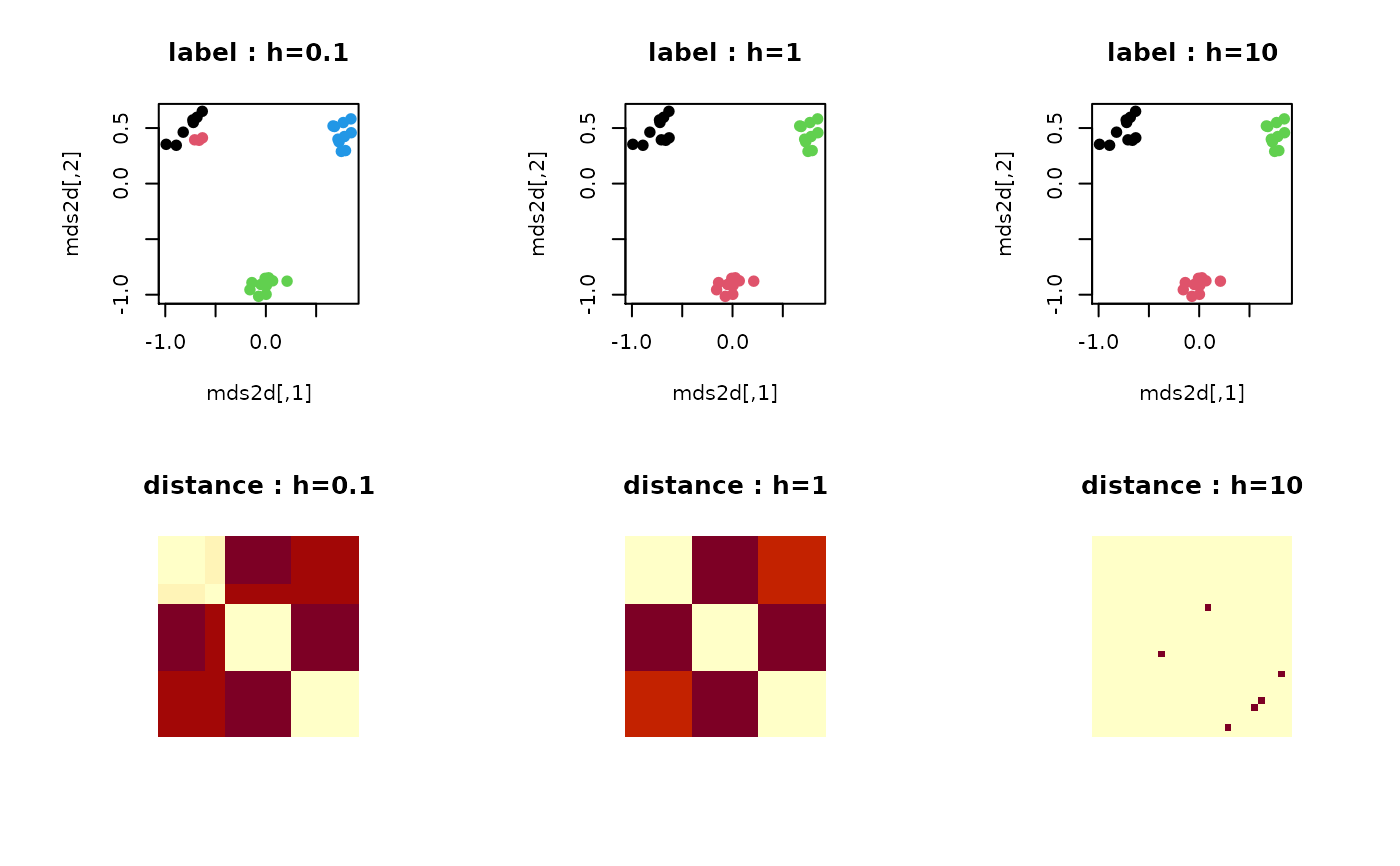 label : h=0.1
label : h=1
label : h=10
mds2d[,2]
0.5
0.0
-1.0
-1.0
0.0
mds2d[,1]
mds2d[,2]
0.5
0.0
-1.0
-1.0
0.0
mds2d[,1]
mds2d[,2]
0.5
0.0
-1.0
-1.0
0.0
mds2d[,1]
distance : h=0.1
distance : h=1
distance : h=10